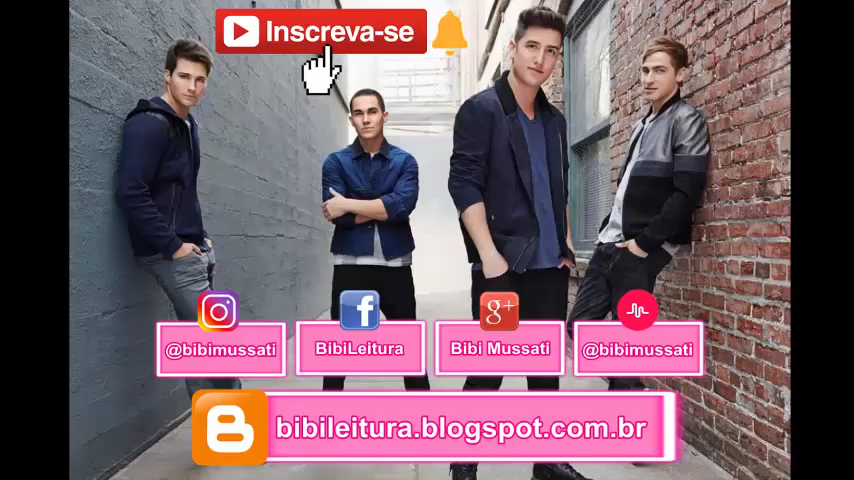 Inscreva-se
@bibimussati
BibiLeitura
g+
Bibi Mussati
@bibimussati
bibileitura.blogspot.com.br